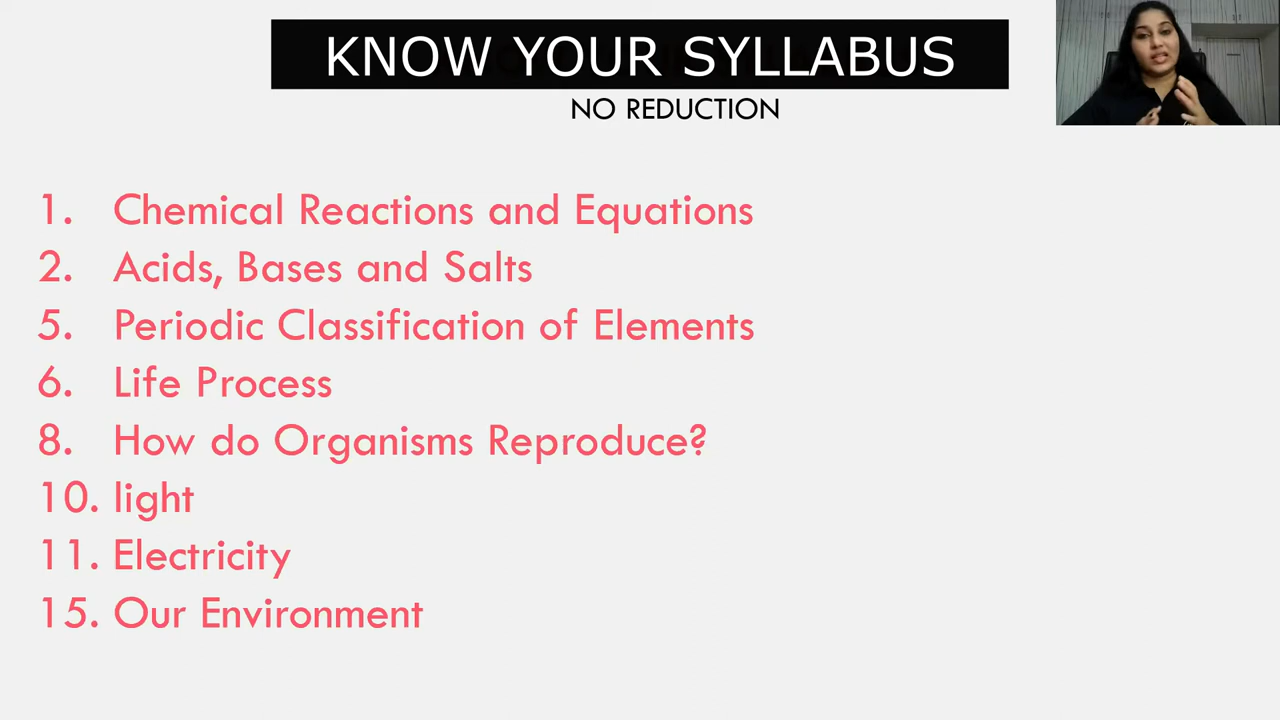 KNOW YOUR SYLLABUS
NO REDUCTION
1. Chemical Reactions and Equations
2. Acids, Bases and Salts
5. Periodic Classification of Elements
6. Life Process
8. How do Organisms Reproduce?
10. light
11. Electricity
15. Our Environment